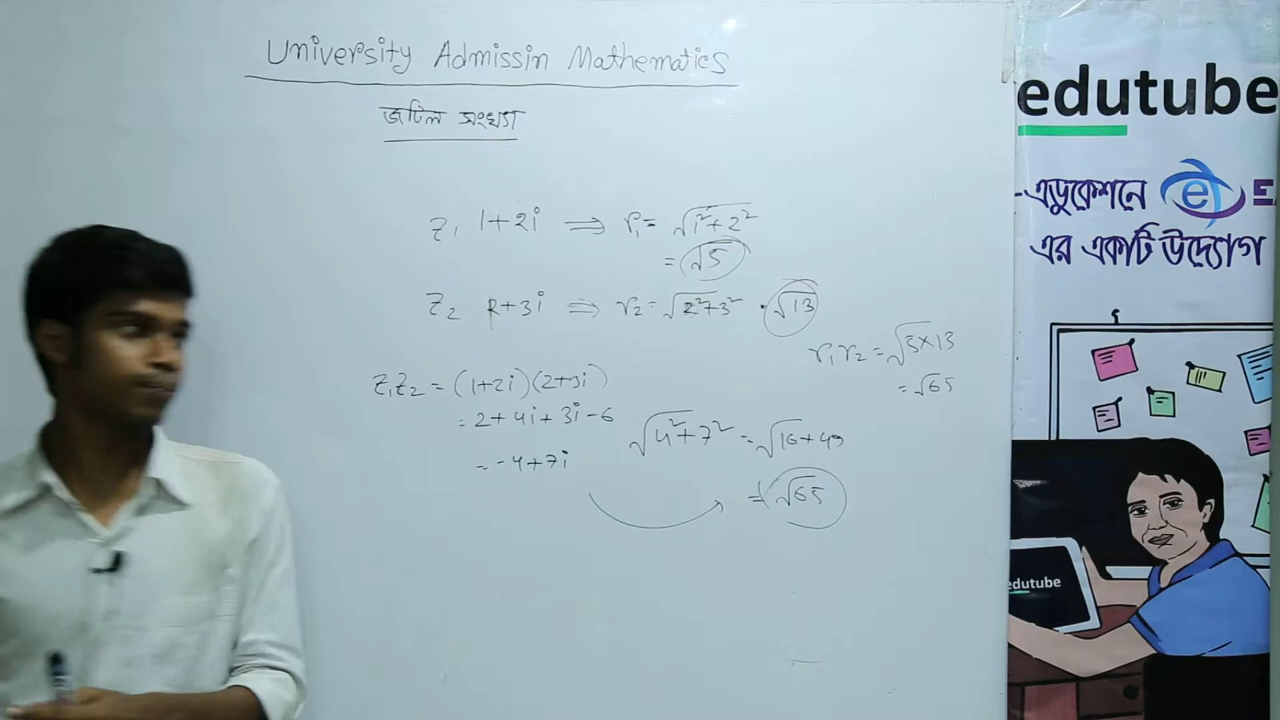 University Admissin Mathematics
জটিল সংখ্যা
z₁ 1+2i ⟹ r₁ = √1²+2²
= √5
z₂ 2+3i ⟹ r₂ = √2²+3² · √13
r₁r₂ = √5×13
= √65
z₁z₂ = (1+2i)(2+3i)
= 2+4i+3i-6
= -4+7i
√4²+7² = √16+49
= √65
edutube
এডুকেশনে
এর একটি উদ্যোগ
edutube